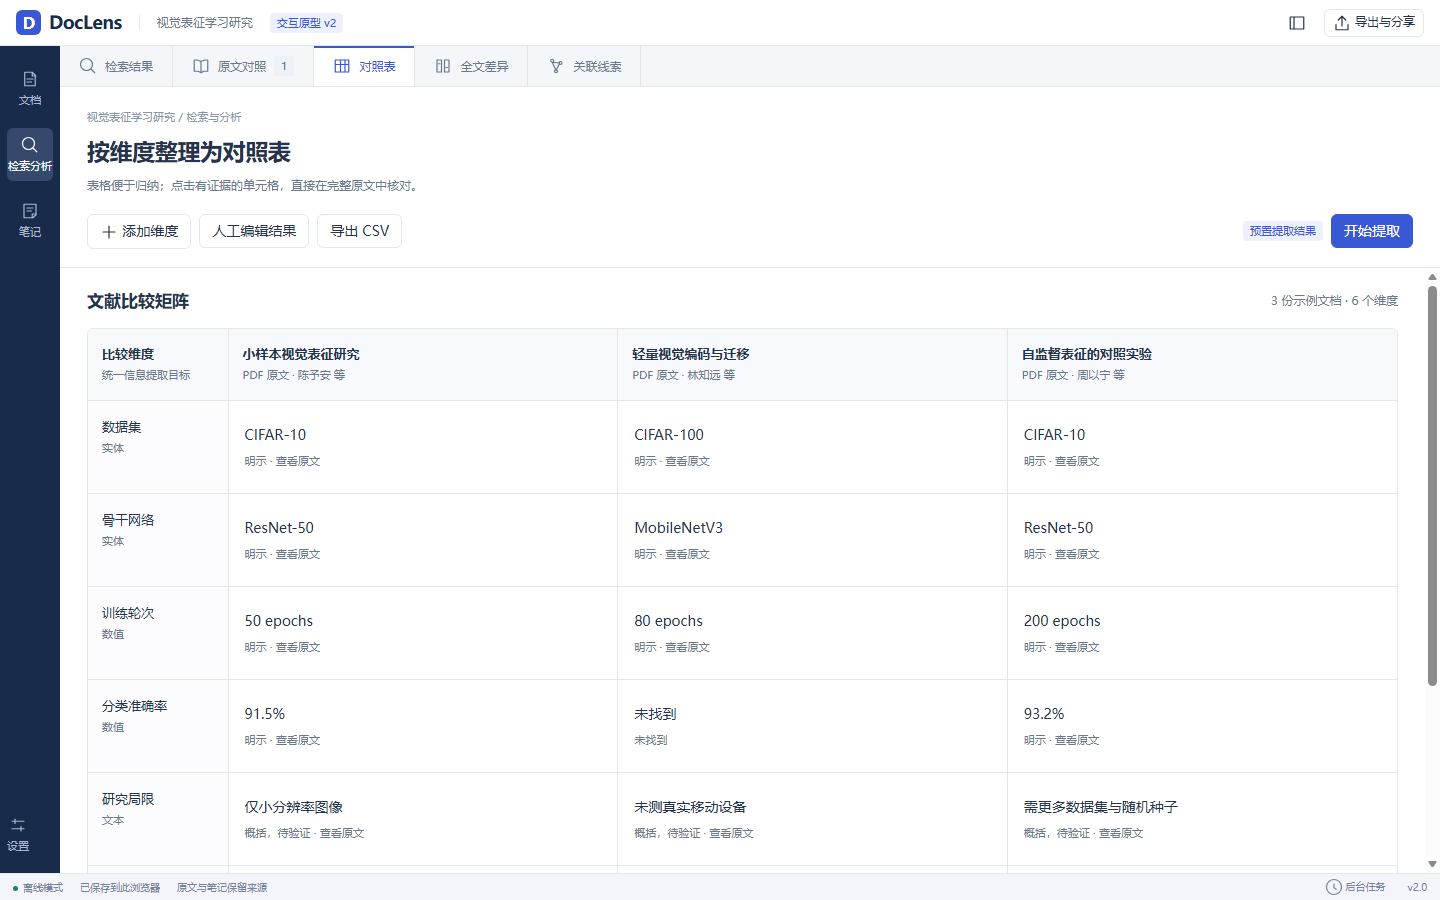 D DocLens 视觉表征学习研究 交互原型 v2 导出与分享
文档
检索分析
笔记
设置
检索结果 原文对照 1 对照表 全文差异 关联线索
视觉表征学习研究 / 检索与分析
按维度整理为对照表
表格便于归纳；点击有证据的单元格，直接在完整原文中核对。
添加维度 人工编辑结果 导出 CSV 预置提取结果 开始提取
文献比较矩阵 3 份示例文档 · 6 个维度
比较维度 小样本视觉表征研究 轻量视觉编码与迁移 自监督表征的对照实验
统一信息提取目标 PDF 原文 · 陈予安 等 PDF 原文 · 林知远 等 PDF 原文 · 周以宁 等
数据集 CIFAR-10 CIFAR-100 CIFAR-10
实体 明示 · 查看原文 明示 · 查看原文 明示 · 查看原文
骨干网络 ResNet-50 MobileNetV3 ResNet-50
实体 明示 · 查看原文 明示 · 查看原文 明示 · 查看原文
训练轮次 50 epochs 80 epochs 200 epochs
数值 明示 · 查看原文 明示 · 查看原文 明示 · 查看原文
分类准确率 91.5% 未找到 93.2%
数值 明示 · 查看原文 未找到 明示 · 查看原文
研究局限 仅小分辨率图像 未测真实移动设备 需更多数据集与随机种子
文本 概括，待验证 · 查看原文 概括，待验证 · 查看原文 概括，待验证 · 查看原文
离线模式 已保存到此浏览器 原文与笔记保留来源 后台任务 v2.0